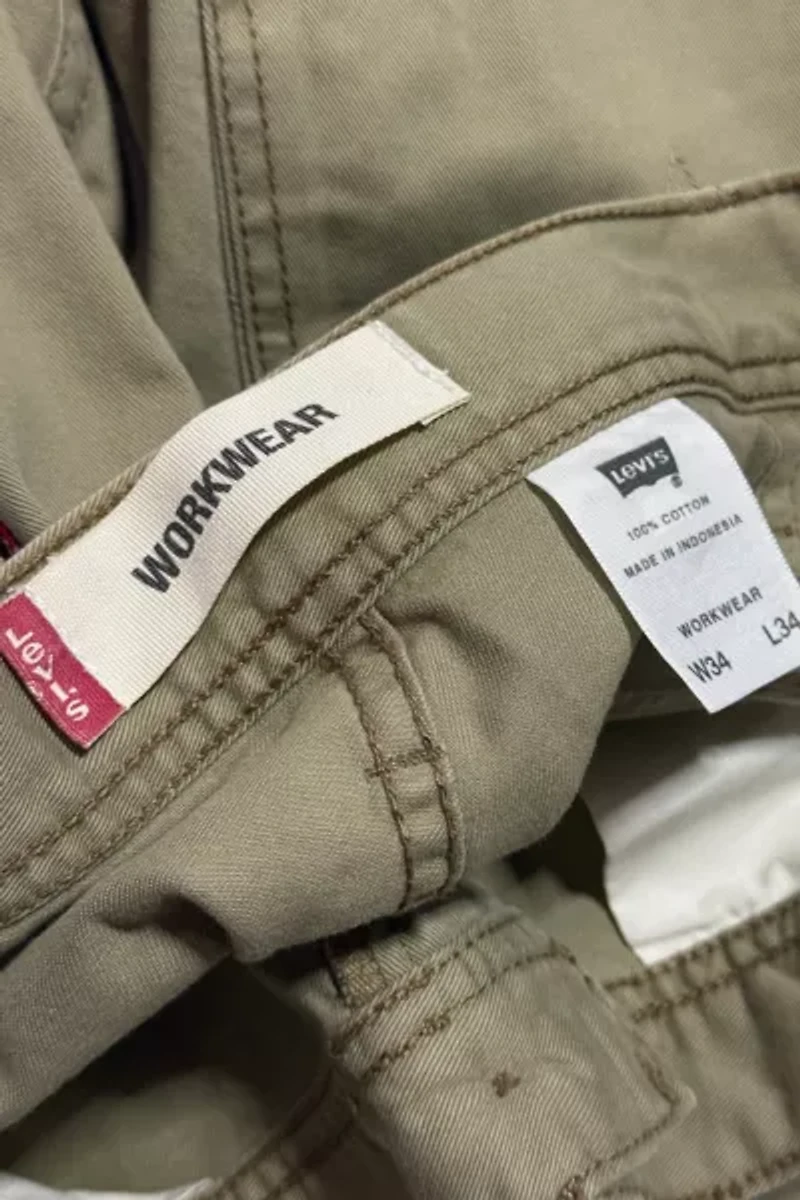 WORKWEAR
Levi's
LEVI'S
®
100% COTTON
MADE IN INDONESIA
WORKWEAR
W34 L34